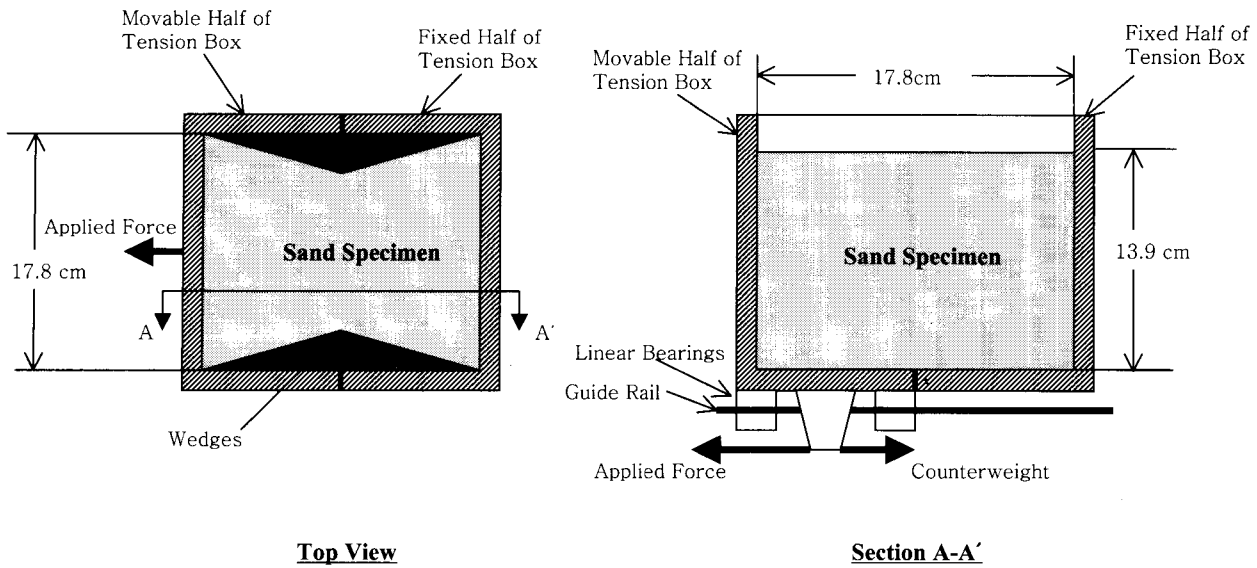 Movable Half of
Tension Box
Fixed Half of
Tension Box
17.8 cm
Applied Force
Sand Specimen
A
A´
Wedges
Top View
Movable Half of
Tension Box
Fixed Half of
Tension Box
17.8cm
13.9 cm
Sand Specimen
Linear Bearings
Guide Rail
Applied Force
Counterweight
Section A-A´